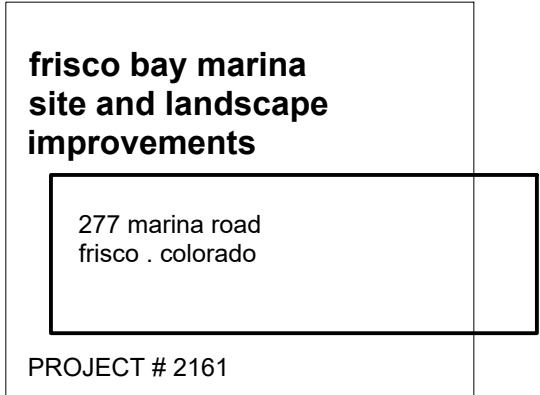 frisco bay marina
site and landscape
improvements
277 marina road
frisco . colorado
PROJECT # 2161